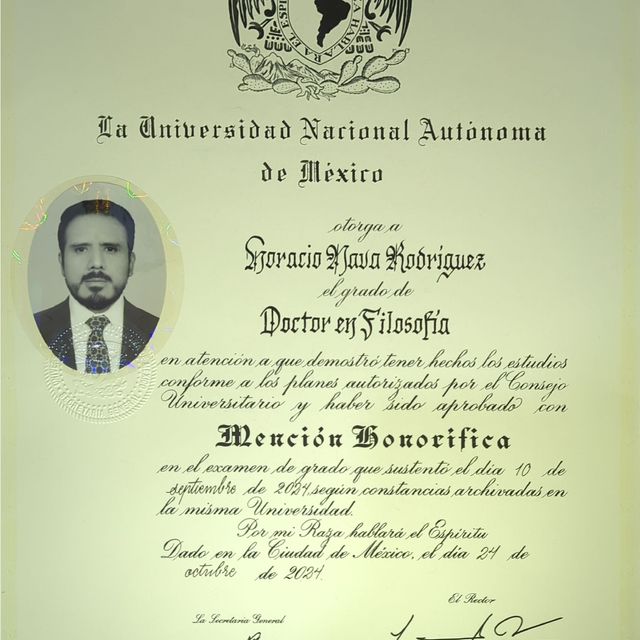 HABLARA EL ESP
La Universidad Nacional Autónoma
de México
otorga a
Horacio Nava Rodríguez
el grado de
Doctor en Filosofía
en atención a que demostró tener hechos los estudios
conforme a los planes autorizados por el Consejo
Universitario y haber sido aprobado con
Mención Honorífica
en el examen de grado que sustentó el día 10 de
septiembre de 2024, según constancias archivadas en
la misma Universidad.
Por mi Raza hablará el Espíritu
Dado en la Ciudad de México, el día 24 de
octubre de 2024.
El Rector
La Secretaria General